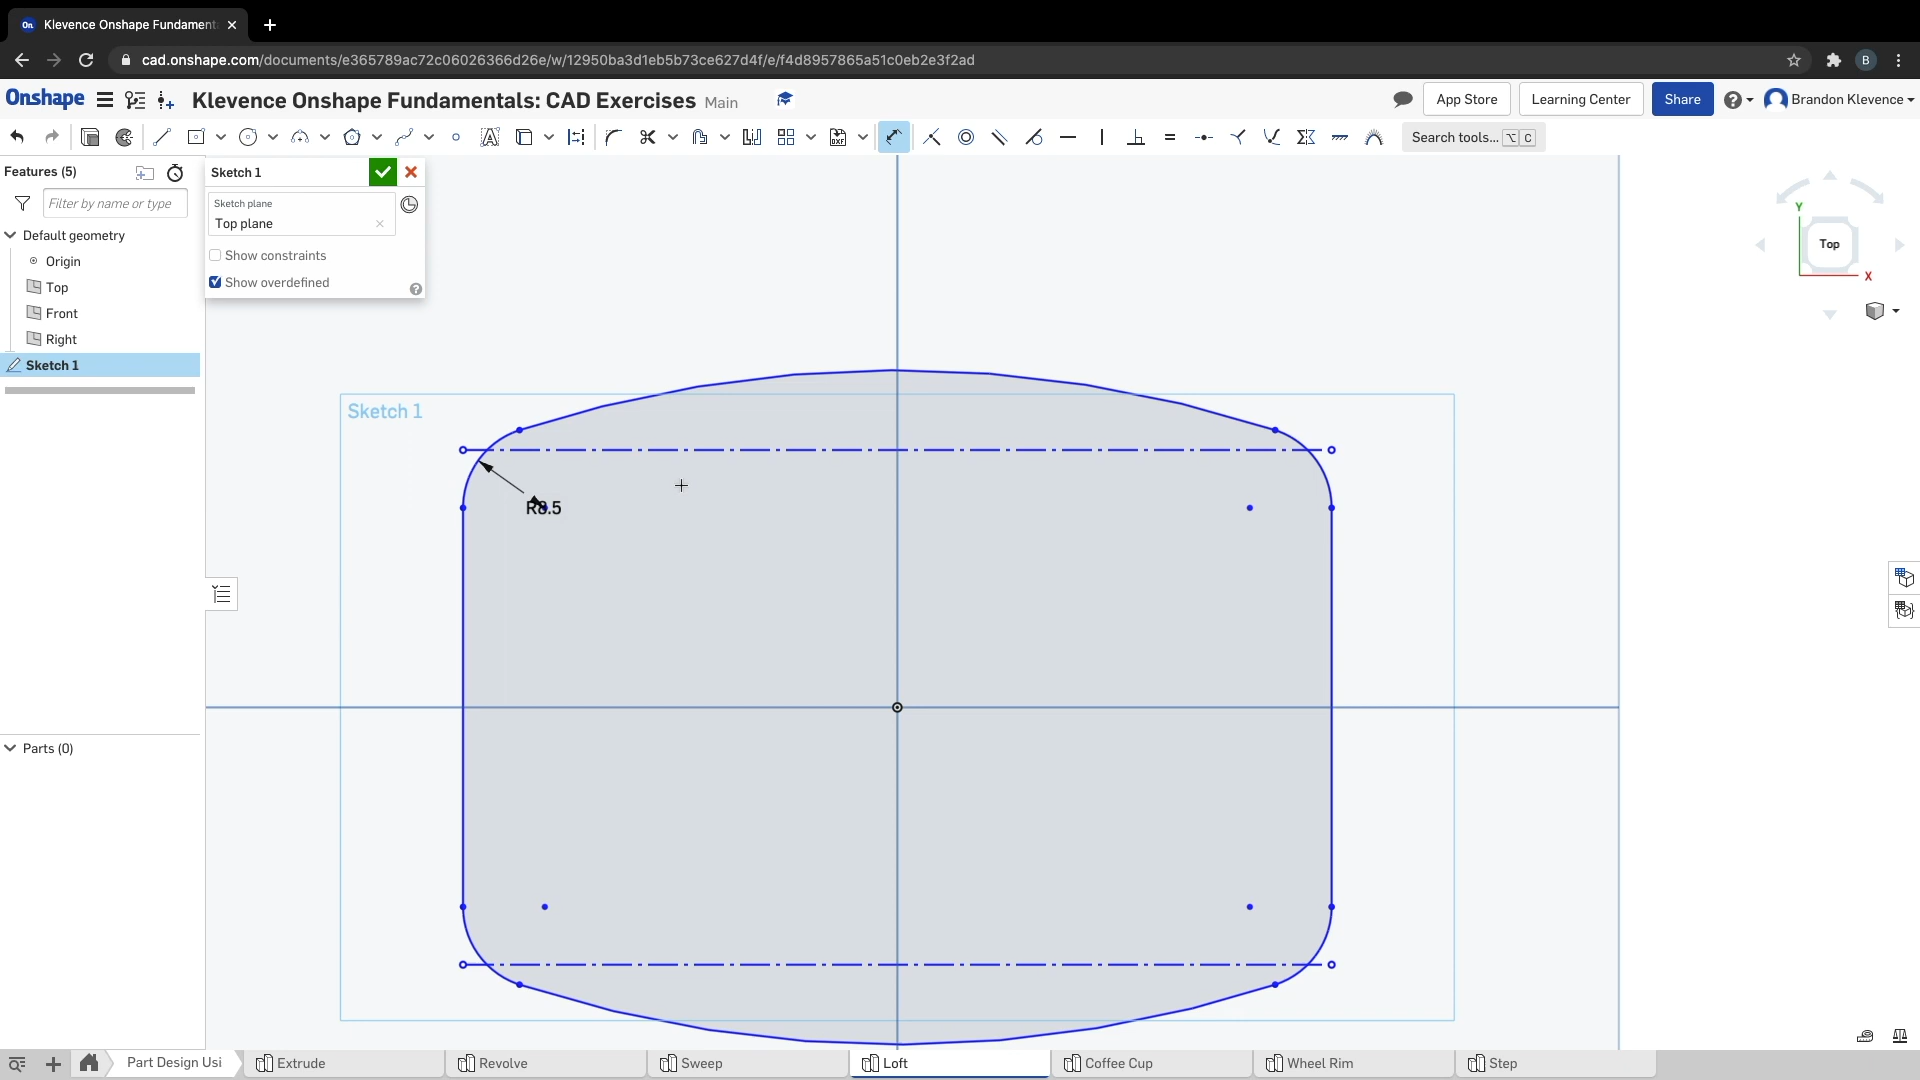 Klevence Onshape Fundament
cad.onshape.com/documents/e365789ac72c06026366d26e/w/12950ba3d1eb5b73ce627d4f/e/f4d8957865a51c0eb2e3f2ad
B
Onshape
Klevence Onshape Fundamentals: CAD Exercises Main
App Store
Learning Center
Share
Brandon Klevence
Search tools... ⌥ C
Features (5)
Filter by name or type
Default geometry
Origin
Top
Front
Right
Sketch 1
Parts (0)
Sketch 1
Sketch plane
Top plane
Show constraints
Show overdefined
Sketch 1
R8.5
Y
Top
X
Part Design Usi
Extrude
Revolve
Sweep
Loft
Coffee Cup
Wheel Rim
Step